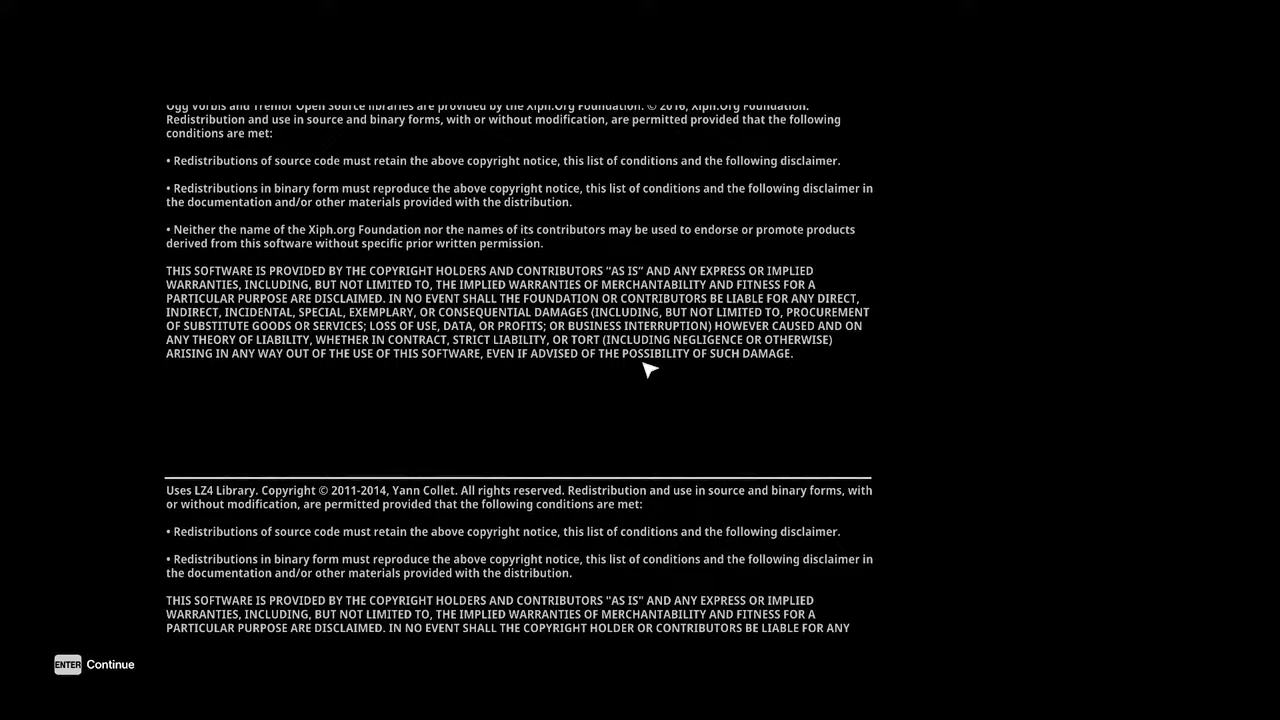 Ogg Vorbis and Tremor Open Source libraries are provided by the Xiph.Org Foundation. © 2016, Xiph.Org Foundation.
Redistribution and use in source and binary forms, with or without modification, are permitted provided that the following
conditions are met:
• Redistributions of source code must retain the above copyright notice, this list of conditions and the following disclaimer.
• Redistributions in binary form must reproduce the above copyright notice, this list of conditions and the following disclaimer in
the documentation and/or other materials provided with the distribution.
• Neither the name of the Xiph.org Foundation nor the names of its contributors may be used to endorse or promote products
derived from this software without specific prior written permission.
THIS SOFTWARE IS PROVIDED BY THE COPYRIGHT HOLDERS AND CONTRIBUTORS "AS IS" AND ANY EXPRESS OR IMPLIED
WARRANTIES, INCLUDING, BUT NOT LIMITED TO, THE IMPLIED WARRANTIES OF MERCHANTABILITY AND FITNESS FOR A
PARTICULAR PURPOSE ARE DISCLAIMED. IN NO EVENT SHALL THE FOUNDATION OR CONTRIBUTORS BE LIABLE FOR ANY DIRECT,
INDIRECT, INCIDENTAL, SPECIAL, EXEMPLARY, OR CONSEQUENTIAL DAMAGES (INCLUDING, BUT NOT LIMITED TO, PROCUREMENT
OF SUBSTITUTE GOODS OR SERVICES; LOSS OF USE, DATA, OR PROFITS; OR BUSINESS INTERRUPTION) HOWEVER CAUSED AND ON
ANY THEORY OF LIABILITY, WHETHER IN CONTRACT, STRICT LIABILITY, OR TORT (INCLUDING NEGLIGENCE OR OTHERWISE)
ARISING IN ANY WAY OUT OF THE USE OF THIS SOFTWARE, EVEN IF ADVISED OF THE POSSIBILITY OF SUCH DAMAGE.
Uses LZ4 Library. Copyright © 2011-2014, Yann Collet. All rights reserved. Redistribution and use in source and binary forms, with
or without modification, are permitted provided that the following conditions are met:
• Redistributions of source code must retain the above copyright notice, this list of conditions and the following disclaimer.
• Redistributions in binary form must reproduce the above copyright notice, this list of conditions and the following disclaimer in
the documentation and/or other materials provided with the distribution.
THIS SOFTWARE IS PROVIDED BY THE COPYRIGHT HOLDERS AND CONTRIBUTORS "AS IS" AND ANY EXPRESS OR IMPLIED
WARRANTIES, INCLUDING, BUT NOT LIMITED TO, THE IMPLIED WARRANTIES OF MERCHANTABILITY AND FITNESS FOR A
PARTICULAR PURPOSE ARE DISCLAIMED. IN NO EVENT SHALL THE COPYRIGHT HOLDER OR CONTRIBUTORS BE LIABLE FOR ANY
ENTER Continue